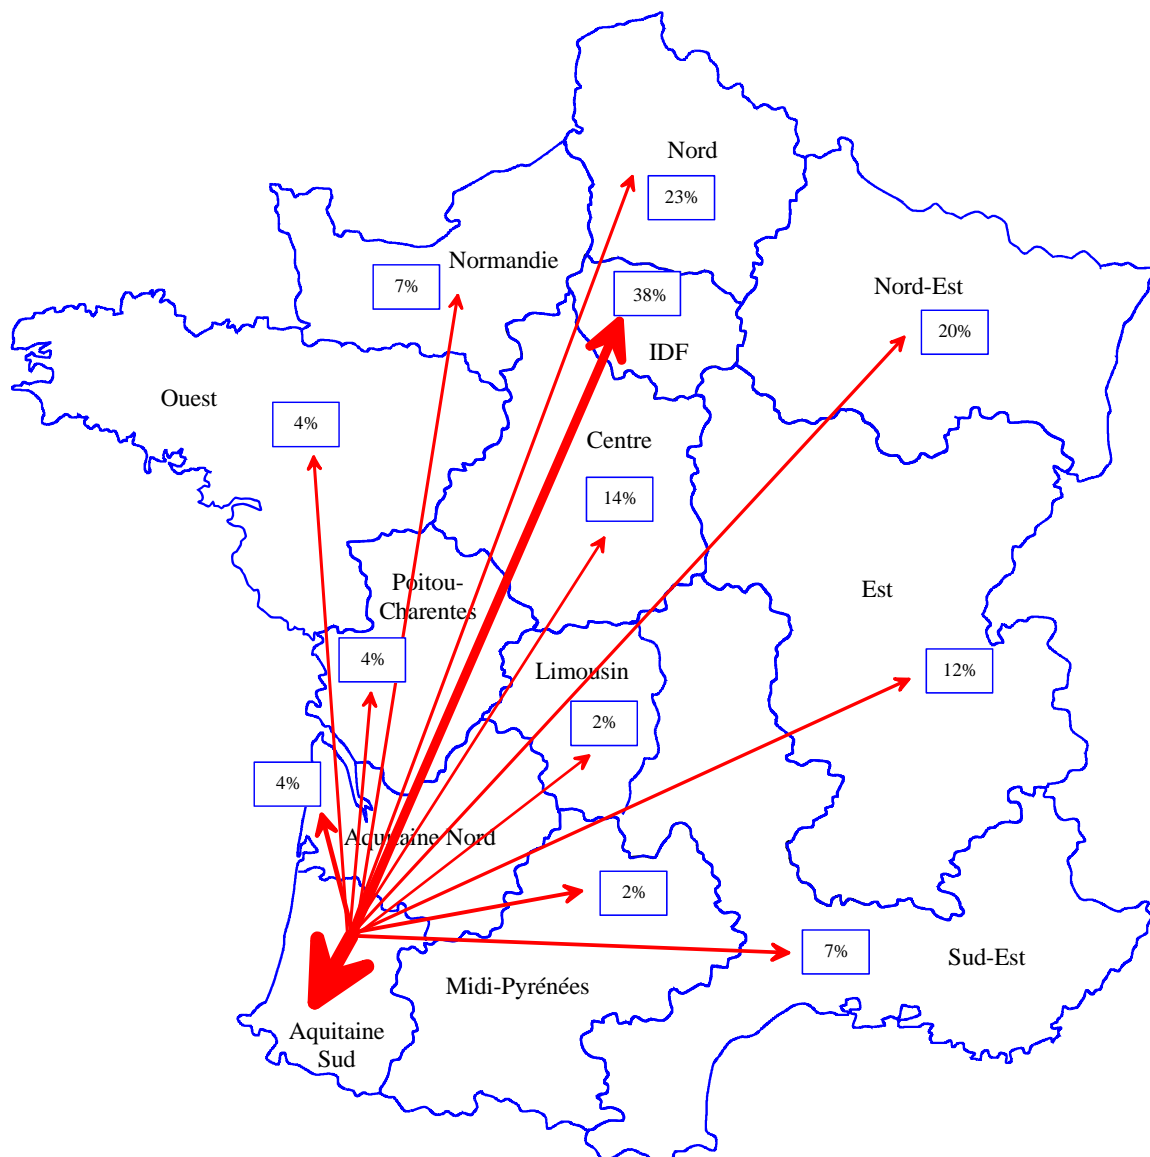 Nord
23%
Normandie
7%
38%
IDF
Nord-Est
20%
Ouest
4%
Centre
14%
Poitou-
Charentes
4%
Est
Limousin
2%
12%
4%
Aquitaine Nord
2%
7%
Sud-Est
Midi-Pyrénées
Aquitaine
Sud